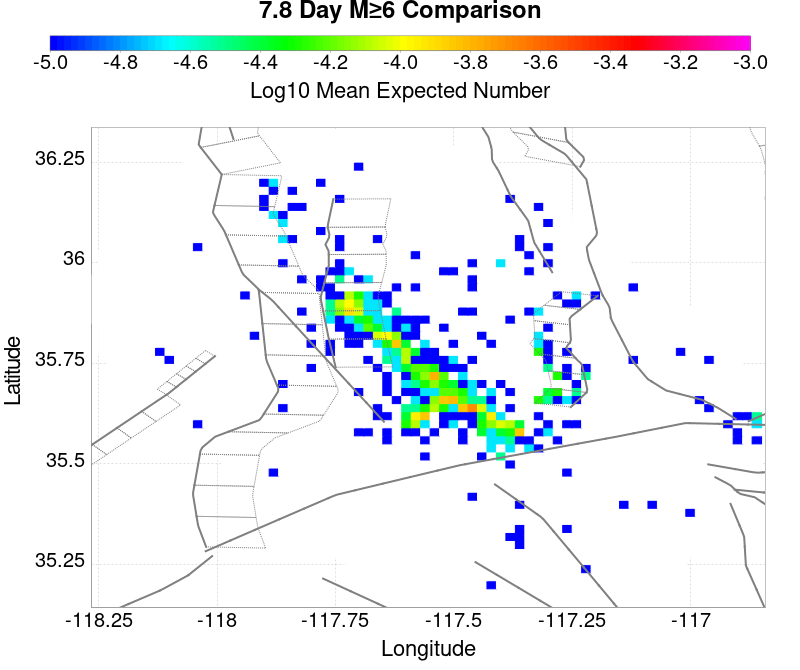 7.8 Day M≥6 Comparison
-5.0 -4.8 -4.6 -4.4 -4.2 -4.0 -3.8 -3.6 -3.4 -3.2 -3.0
Log10 Mean Expected Number
36.25
36
35.75
35.5
35.25
Latitude
-118.25 -118 -117.75 -117.5 -117.25 -117
Longitude